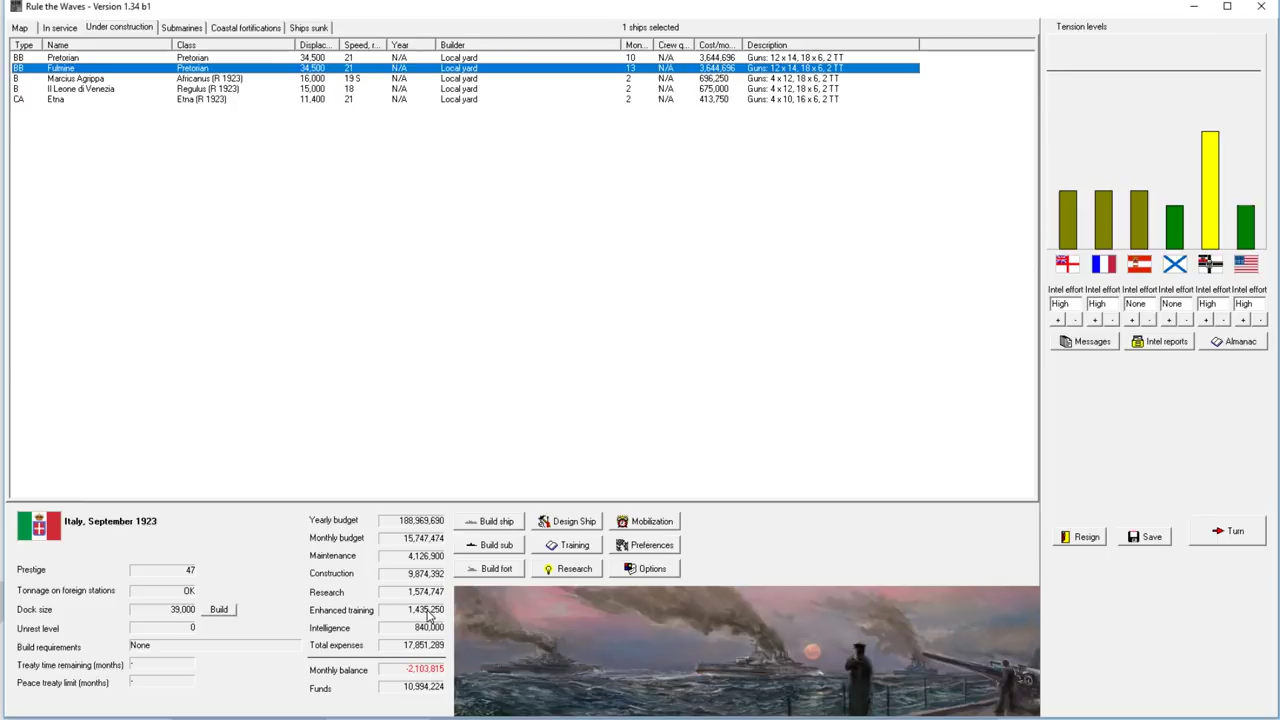 Rule the Waves - Version 1.34 b1
Map In service Under construction Submarines Coastal fortifications Ships sunk 1 ships selected Tension levels
Type Name Class Displac... Speed, r... Year Builder Mon... Crew q... Cost/mo... Description
BB Pretorian Pretorian 34,500 21 N/A Local yard 10 N/A 3,644,696 Guns: 12 x 14, 18 x 6, 2 TT
BB Fulmine Pretorian 34,500 21 N/A Local yard 13 N/A 3,644,696 Guns: 12 x 14, 18 x 6, 2 TT
B Marcius Agrippa Africanus (R 1923) 16,000 19 S N/A Local yard 2 N/A 696,250 Guns: 4 x 12, 18 x 6, 2 TT
B Il Leone di Venezia Regulus (R 1923) 15,000 18 N/A Local yard 2 N/A 675,000 Guns: 4 x 12, 18 x 6, 2 TT
CA Etna Etna (R 1923) 11,400 21 N/A Local yard 2 N/A 413,750 Guns: 4 x 10, 16 x 6, 2 TT
Intel effort Intel effort Intel effort Intel effort Intel effort Intel effort
High High None None High High
+ - + - + - + - + - + -
Messages Intel reports Almanac
Italy, September 1923
Prestige 47
Tonnage on foreign stations OK
Dock size 39,000 Build
Unrest level 0
Build requirements None
Treaty time remaining (months) -
Peace treaty limit (months) -
Yearly budget 188,969,690
Monthly budget 15,747,474
Maintenance 4,126,900
Construction 9,874,392
Research 1,574,747
Enhanced training 1,435,250
Intelligence 840,000
Total expenses 17,851,289
Monthly balance -2,103,815
Funds 10,994,224
Build ship Design Ship Mobilization
Build sub Training Preferences
Build fort Research Options
Resign Save Turn